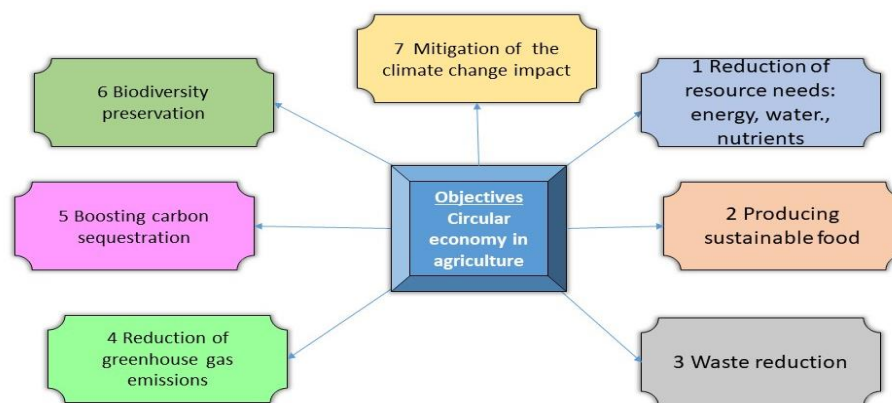 7 Mitigation of the
climate change impact
6 Biodiversity
preservation
1 Reduction of
resource needs:
energy, water.,
nutrients
Objectives
Circular
economy in
agriculture
5 Boosting carbon
sequestration
2 Producing
sustainable food
4 Reduction of
greenhouse gas
emissions
3 Waste reduction